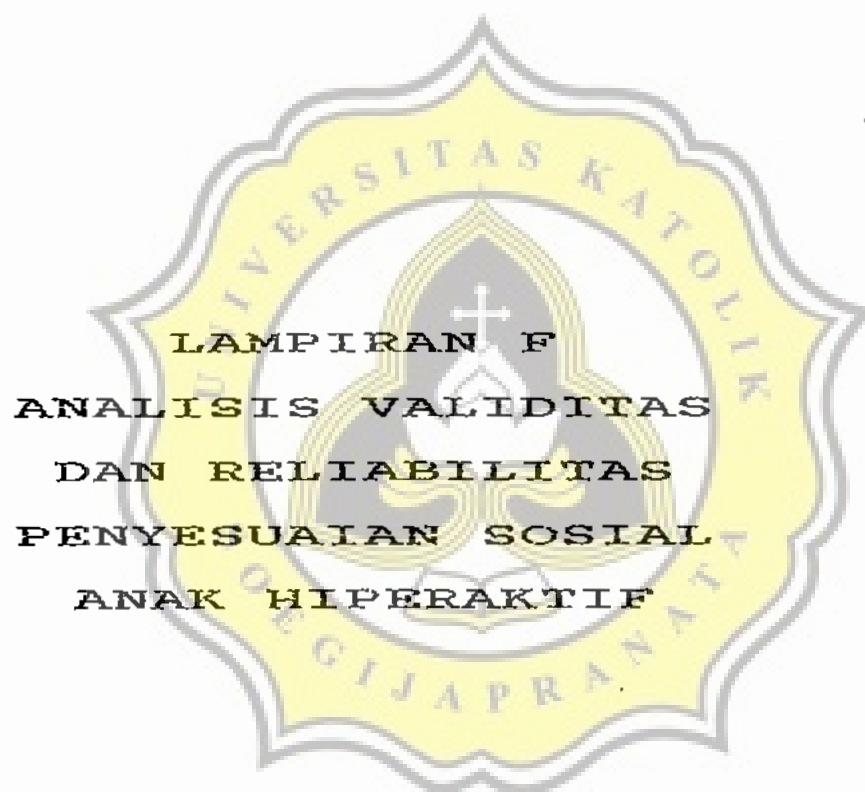 UNIVERSITAS KATOLIK
LAMPIRAN F
ANALISIS VALIDITAS
DAN RELIABILITAS
PENYESUAIAN SOSIAL
ANAK HIPERAKTIF
SOEGIJAPRANATA